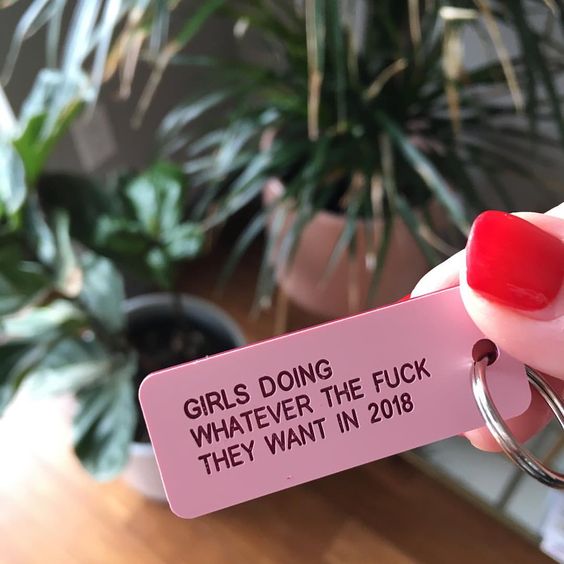 GIRLS DOING
WHATEVER THE FUCK
THEY WANT IN 2018